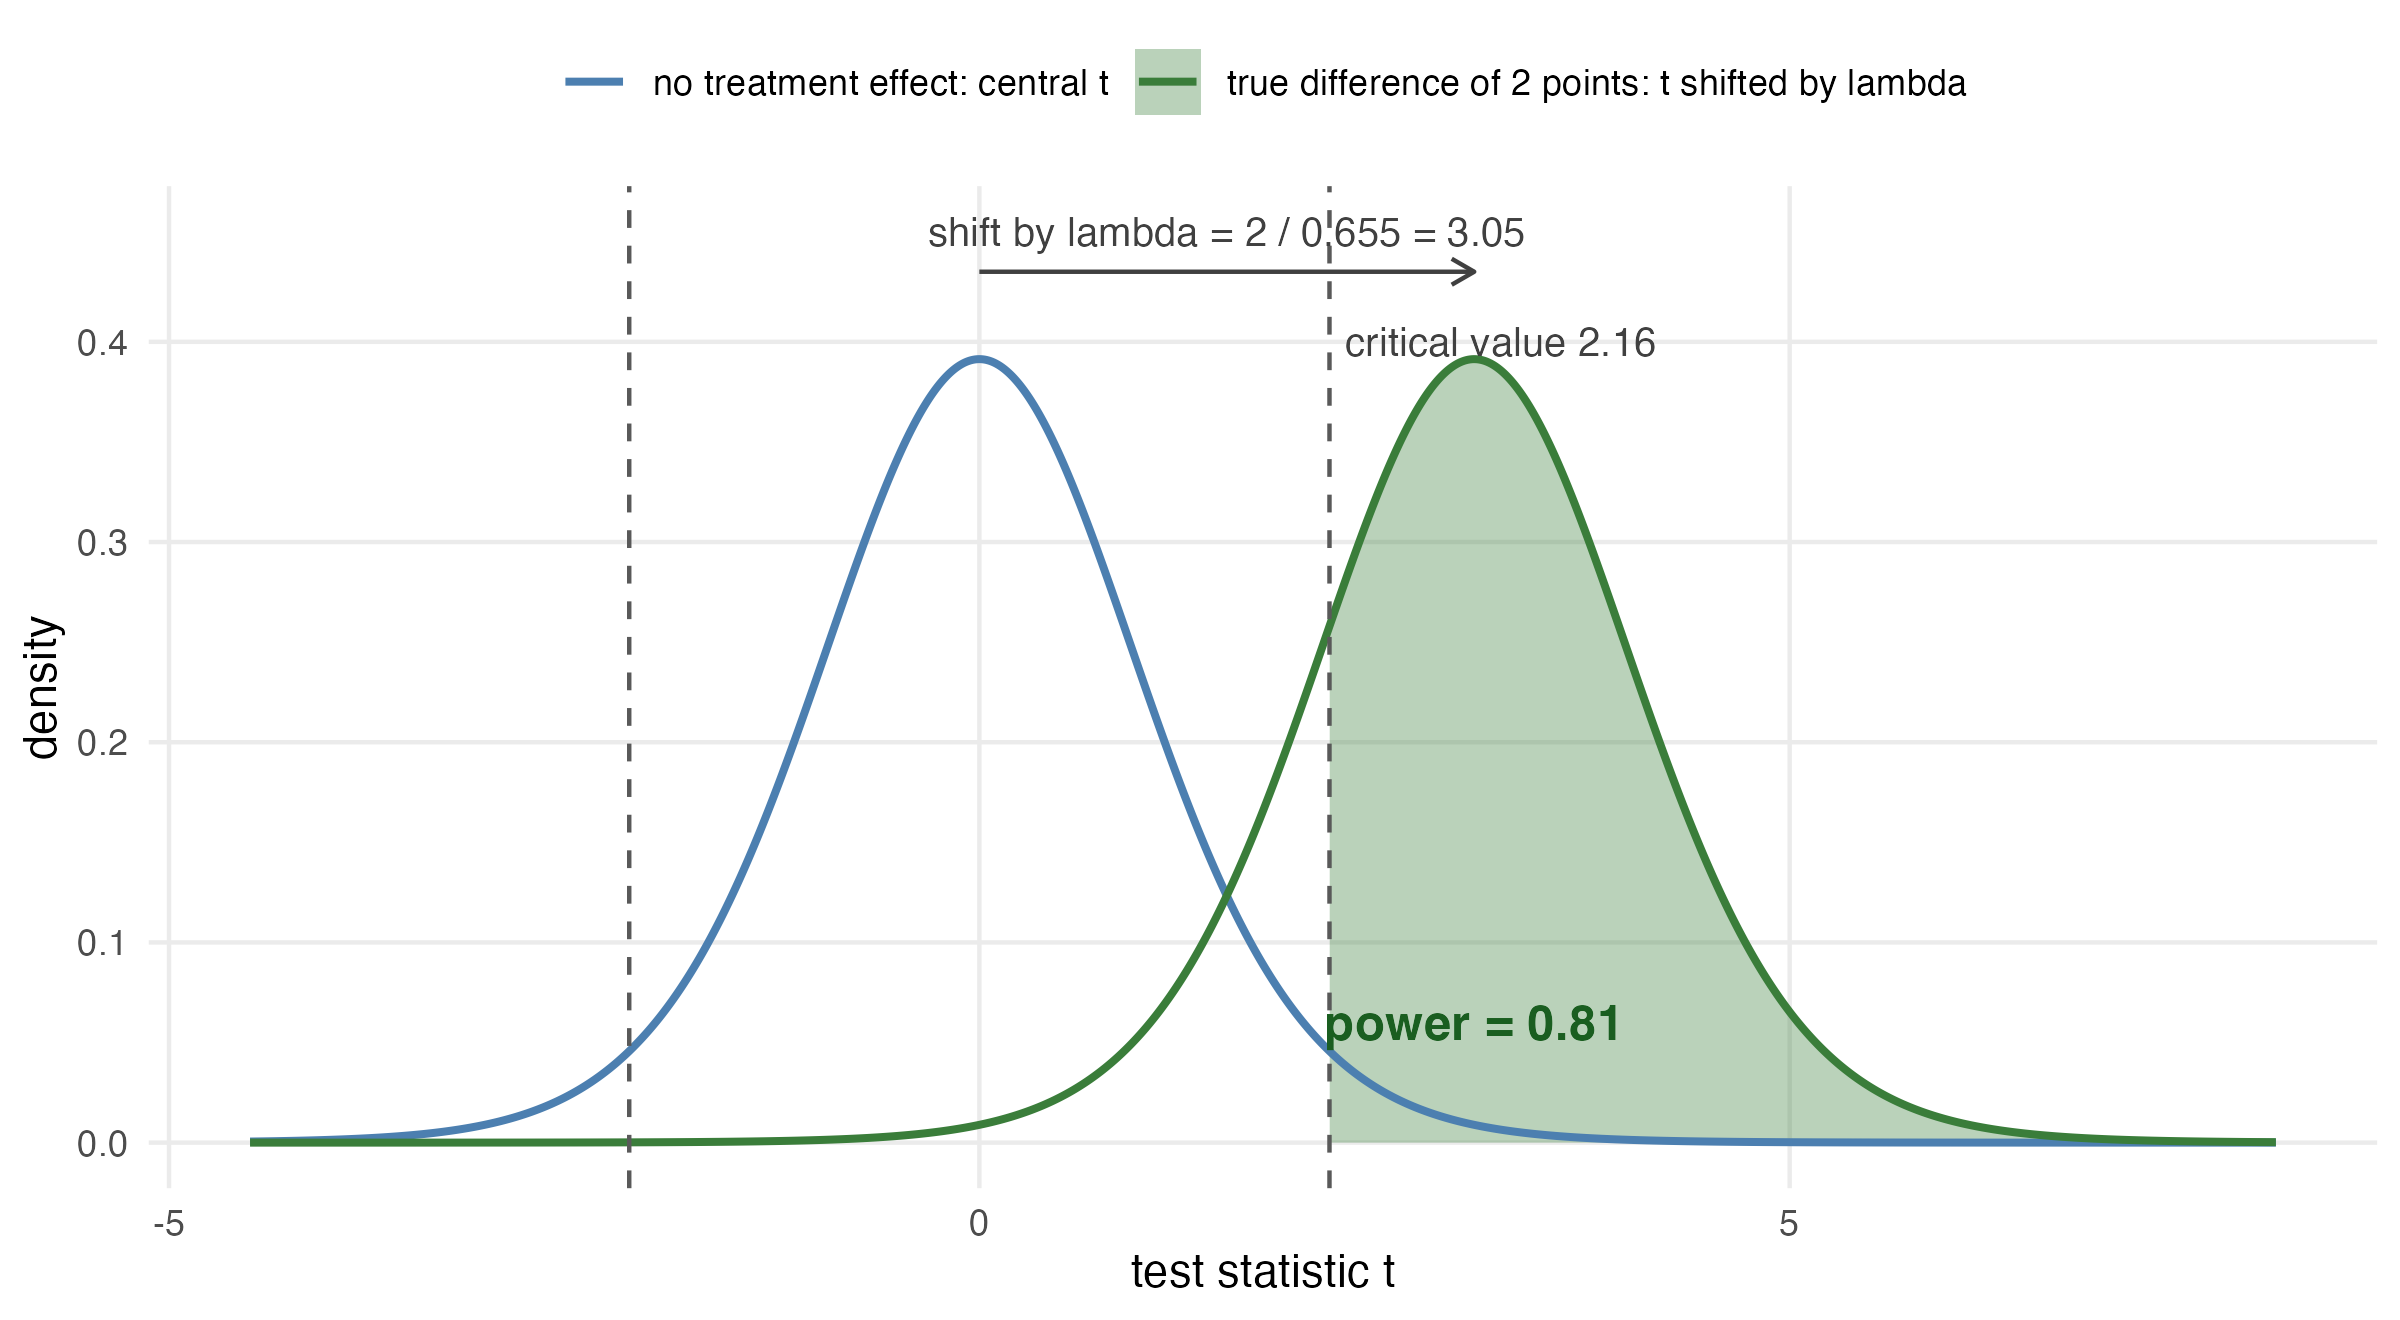 no treatment effect: central t
true difference of 2 points: t shifted by lambda
shift by lambda = 2 / 0.655 = 3.05
critical value 2.16
power = 0.81
density
0.4
0.3
0.2
0.1
0.0
-5
0
5
test statistic t